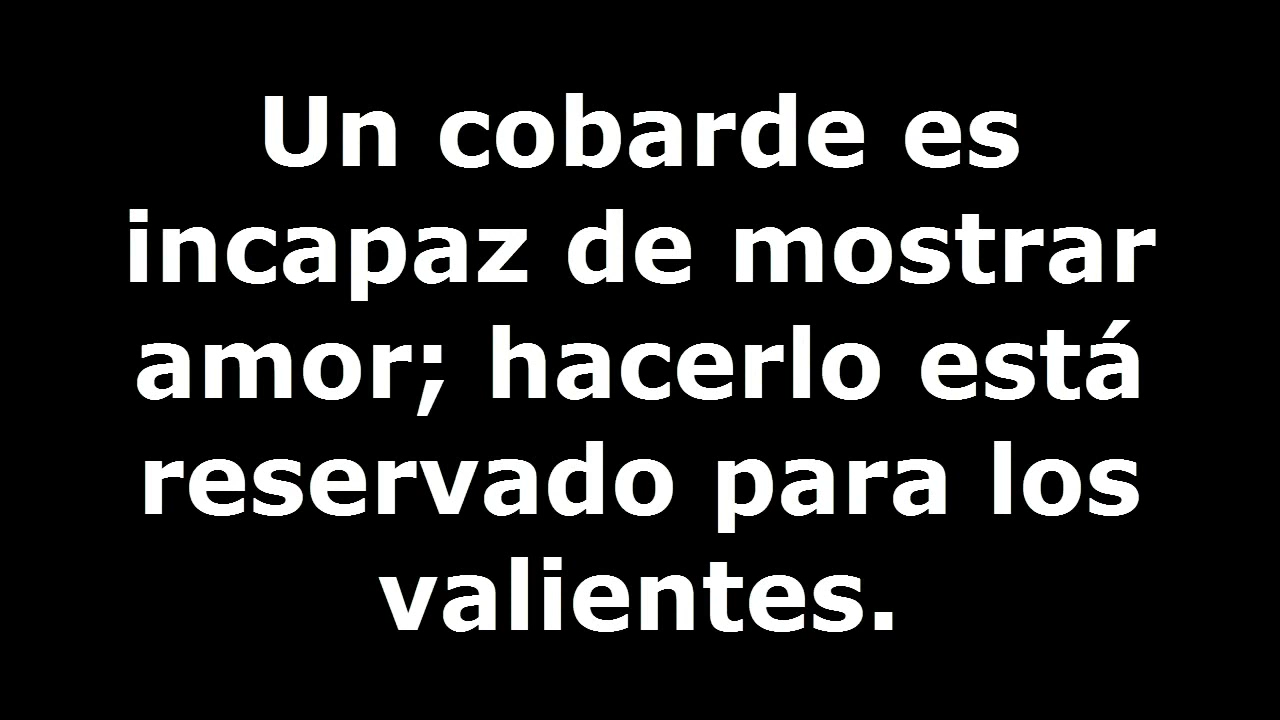 Un cobarde es
incapaz de mostrar
amor; hacerlo está
reservado para los
valientes.